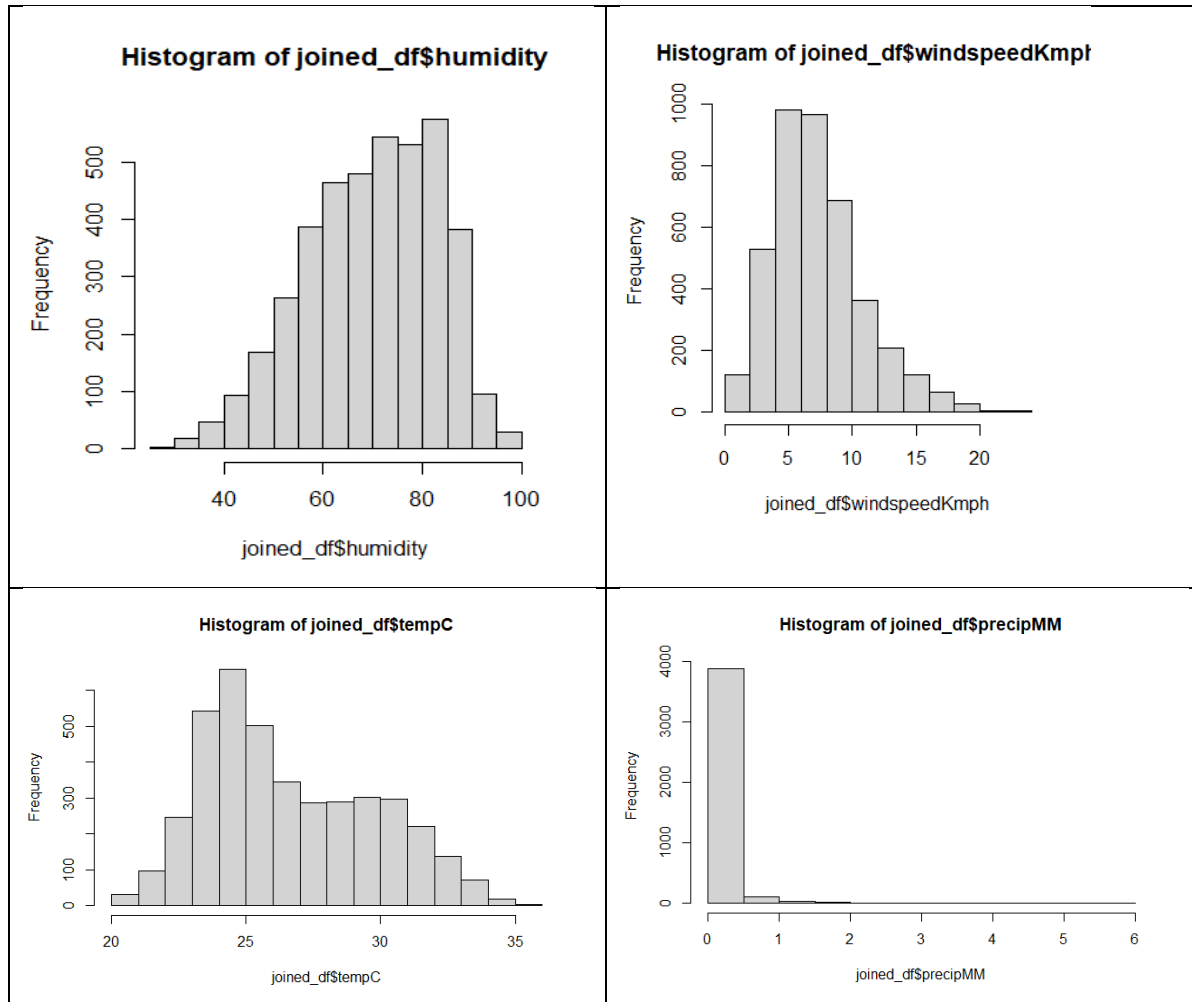 Histogram of joined_df$humidity
Frequency
0 100 200 300 400 500
40 60 80 100
joined_df$humidity
Histogram of joined_df$windspeedKmph
Frequency
0 200 400 600 800 1000
0 5 10 15 20
joined_df$windspeedKmph
Histogram of joined_df$tempC
Frequency
0 100 300 500
20 25 30 35
joined_df$tempC
Histogram of joined_df$precipMM
Frequency
0 1000 2000 3000 4000
0 1 2 3 4 5 6
joined_df$precipMM